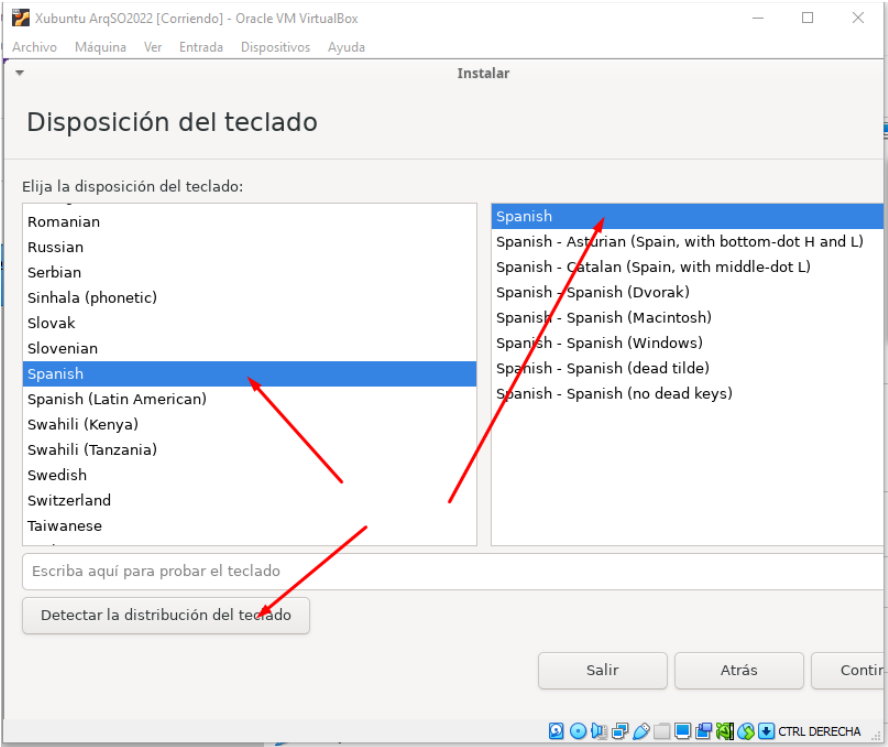 Xubuntu ArqSO2022 [Corriendo] - Oracle VM VirtualBox
Archivo Máquina Ver Entrada Dispositivos Ayuda
Instalar
Disposición del teclado
Elija la disposición del teclado:
Romanian
Russian
Serbian
Sinhala (phonetic)
Slovak
Slovenian
Spanish
Spanish (Latin American)
Swahili (Kenya)
Swahili (Tanzania)
Swedish
Switzerland
Taiwanese
Spanish
Spanish - Asturian (Spain, with bottom-dot H and L)
Spanish - Catalan (Spain, with middle-dot L)
Spanish - Spanish (Dvorak)
Spanish - Spanish (Macintosh)
Spanish - Spanish (Windows)
Spanish - Spanish (dead tilde)
Spanish - Spanish (no dead keys)
Escriba aquí para probar el teclado
Detectar la distribución del teclado
Salir Atrás Contin
CTRL DERECHA